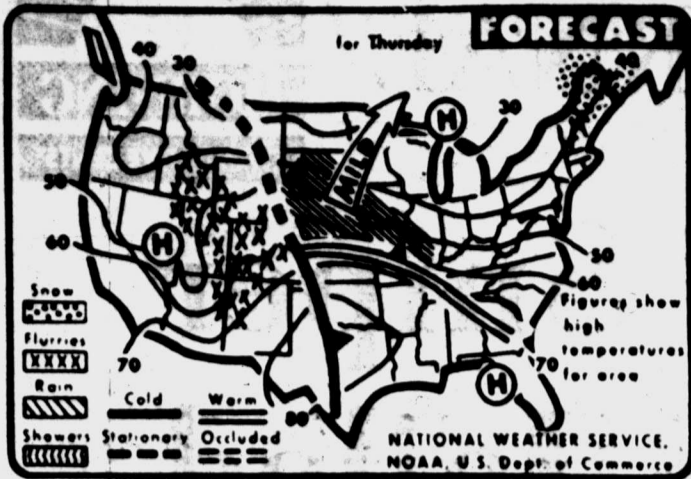 FORECAST
for Thursday
40
30
40
30
H
MILD
50
60
H
50
60
Snow
Flurries
Rain
Showers
70
Cold
Warm
Stationary
Occluded
80
H
70
Figures show
high
temperatures
for area
NATIONAL WEATHER SERVICE,
NOAA, U.S. Dept. of Commerce